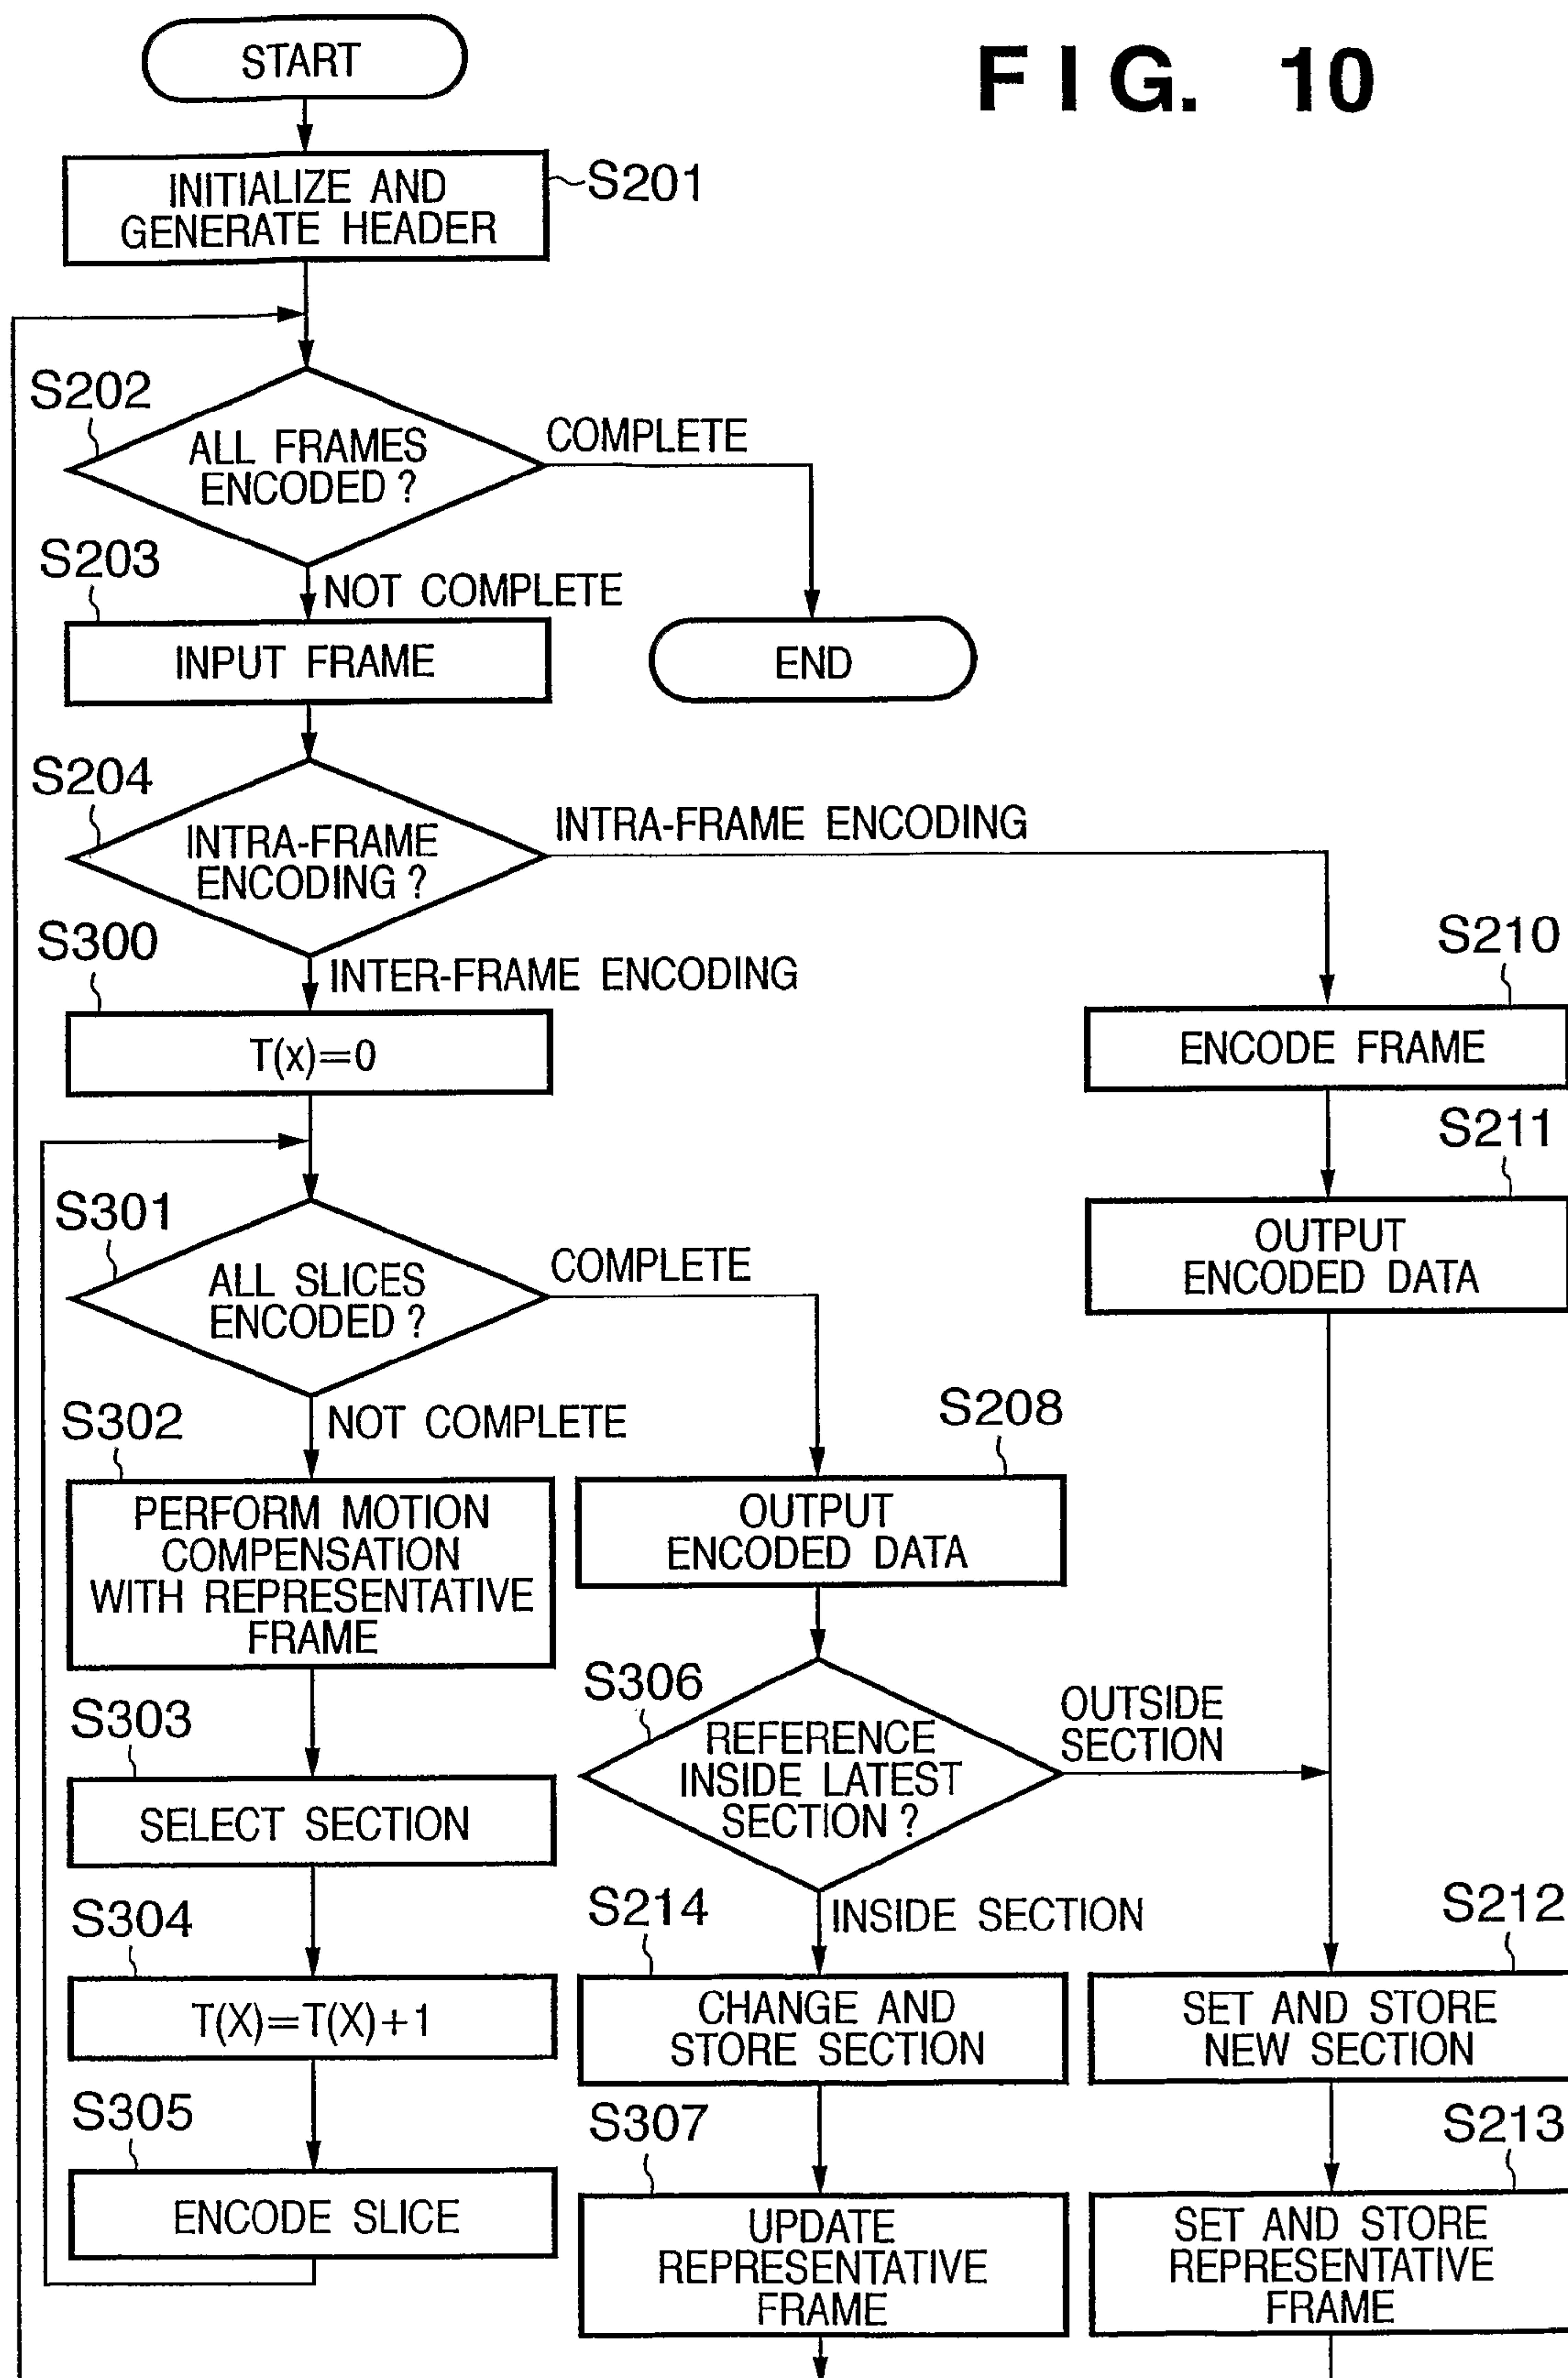 FIG. 10
START
INITIALIZE AND
GENERATE HEADER
S201
S202
ALL FRAMES
ENCODED ?
COMPLETE
NOT COMPLETE
S203
INPUT FRAME
END
S204
INTRA-FRAME
ENCODING ?
INTRA-FRAME ENCODING
INTER-FRAME ENCODING
S300
T(x)=0
S210
ENCODE FRAME
S211
OUTPUT
ENCODED DATA
S301
ALL SLICES
ENCODED ?
COMPLETE
NOT COMPLETE
S302
PERFORM MOTION
COMPENSATION
WITH REPRESENTATIVE
FRAME
S208
OUTPUT
ENCODED DATA
S303
SELECT SECTION
S306
REFERENCE
INSIDE LATEST
SECTION ?
OUTSIDE
SECTION
INSIDE SECTION
S304
T(X)=T(X)+1
S214
CHANGE AND
STORE SECTION
S212
SET AND STORE
NEW SECTION
S305
ENCODE SLICE
S307
UPDATE
REPRESENTATIVE
FRAME
S213
SET AND STORE
REPRESENTATIVE
FRAME